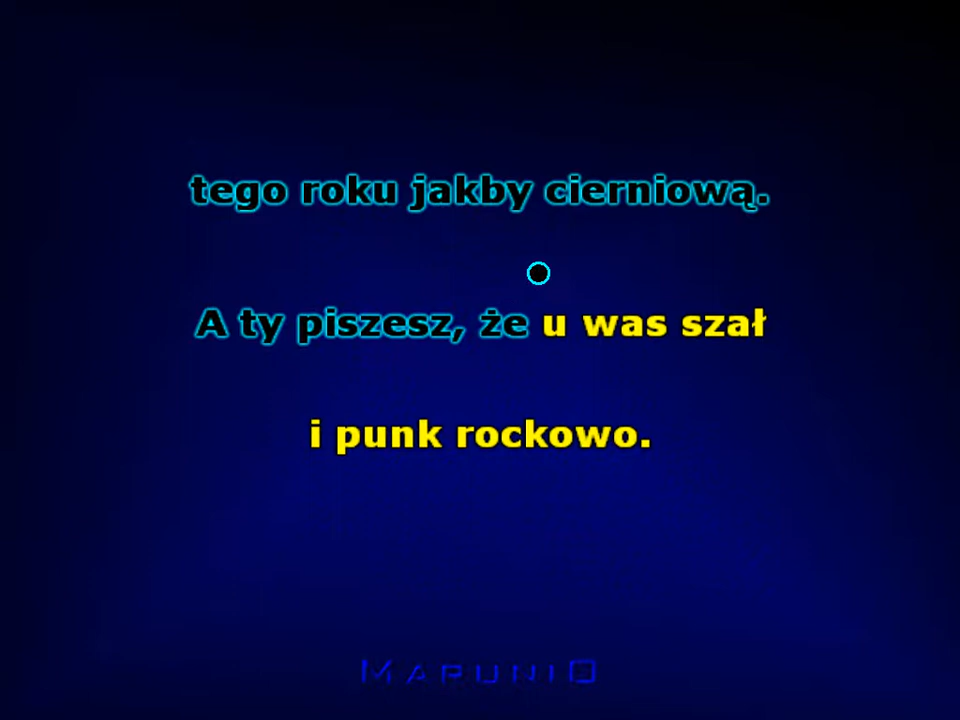 tego roku jakby cierniową.
A ty piszesz, że u was szał
i punk rockowo.
MARUNIO